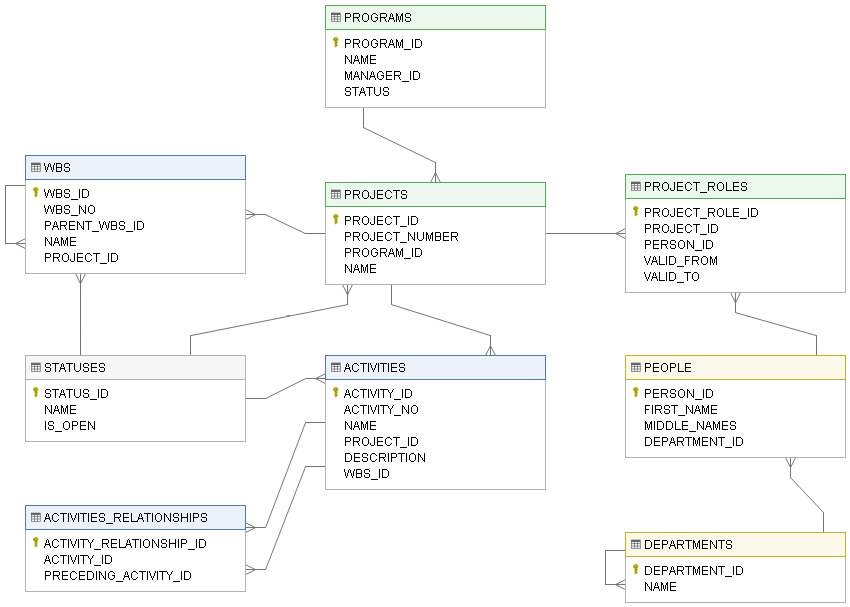 PROGRAMS
PROGRAM_ID
NAME
MANAGER_ID
STATUS
WBS
WBS_ID
WBS_NO
PARENT_WBS_ID
NAME
PROJECT_ID
PROJECTS
PROJECT_ID
PROJECT_NUMBER
PROGRAM_ID
NAME
PROJECT_ROLES
PROJECT_ROLE_ID
PROJECT_ID
PERSON_ID
VALID_FROM
VALID_TO
STATUSES
STATUS_ID
NAME
IS_OPEN
ACTIVITIES
ACTIVITY_ID
ACTIVITY_NO
NAME
PROJECT_ID
DESCRIPTION
WBS_ID
PEOPLE
PERSON_ID
FIRST_NAME
MIDDLE_NAMES
DEPARTMENT_ID
ACTIVITIES_RELATIONSHIPS
ACTIVITY_RELATIONSHIP_ID
ACTIVITY_ID
PRECEDING_ACTIVITY_ID
DEPARTMENTS
DEPARTMENT_ID
NAME